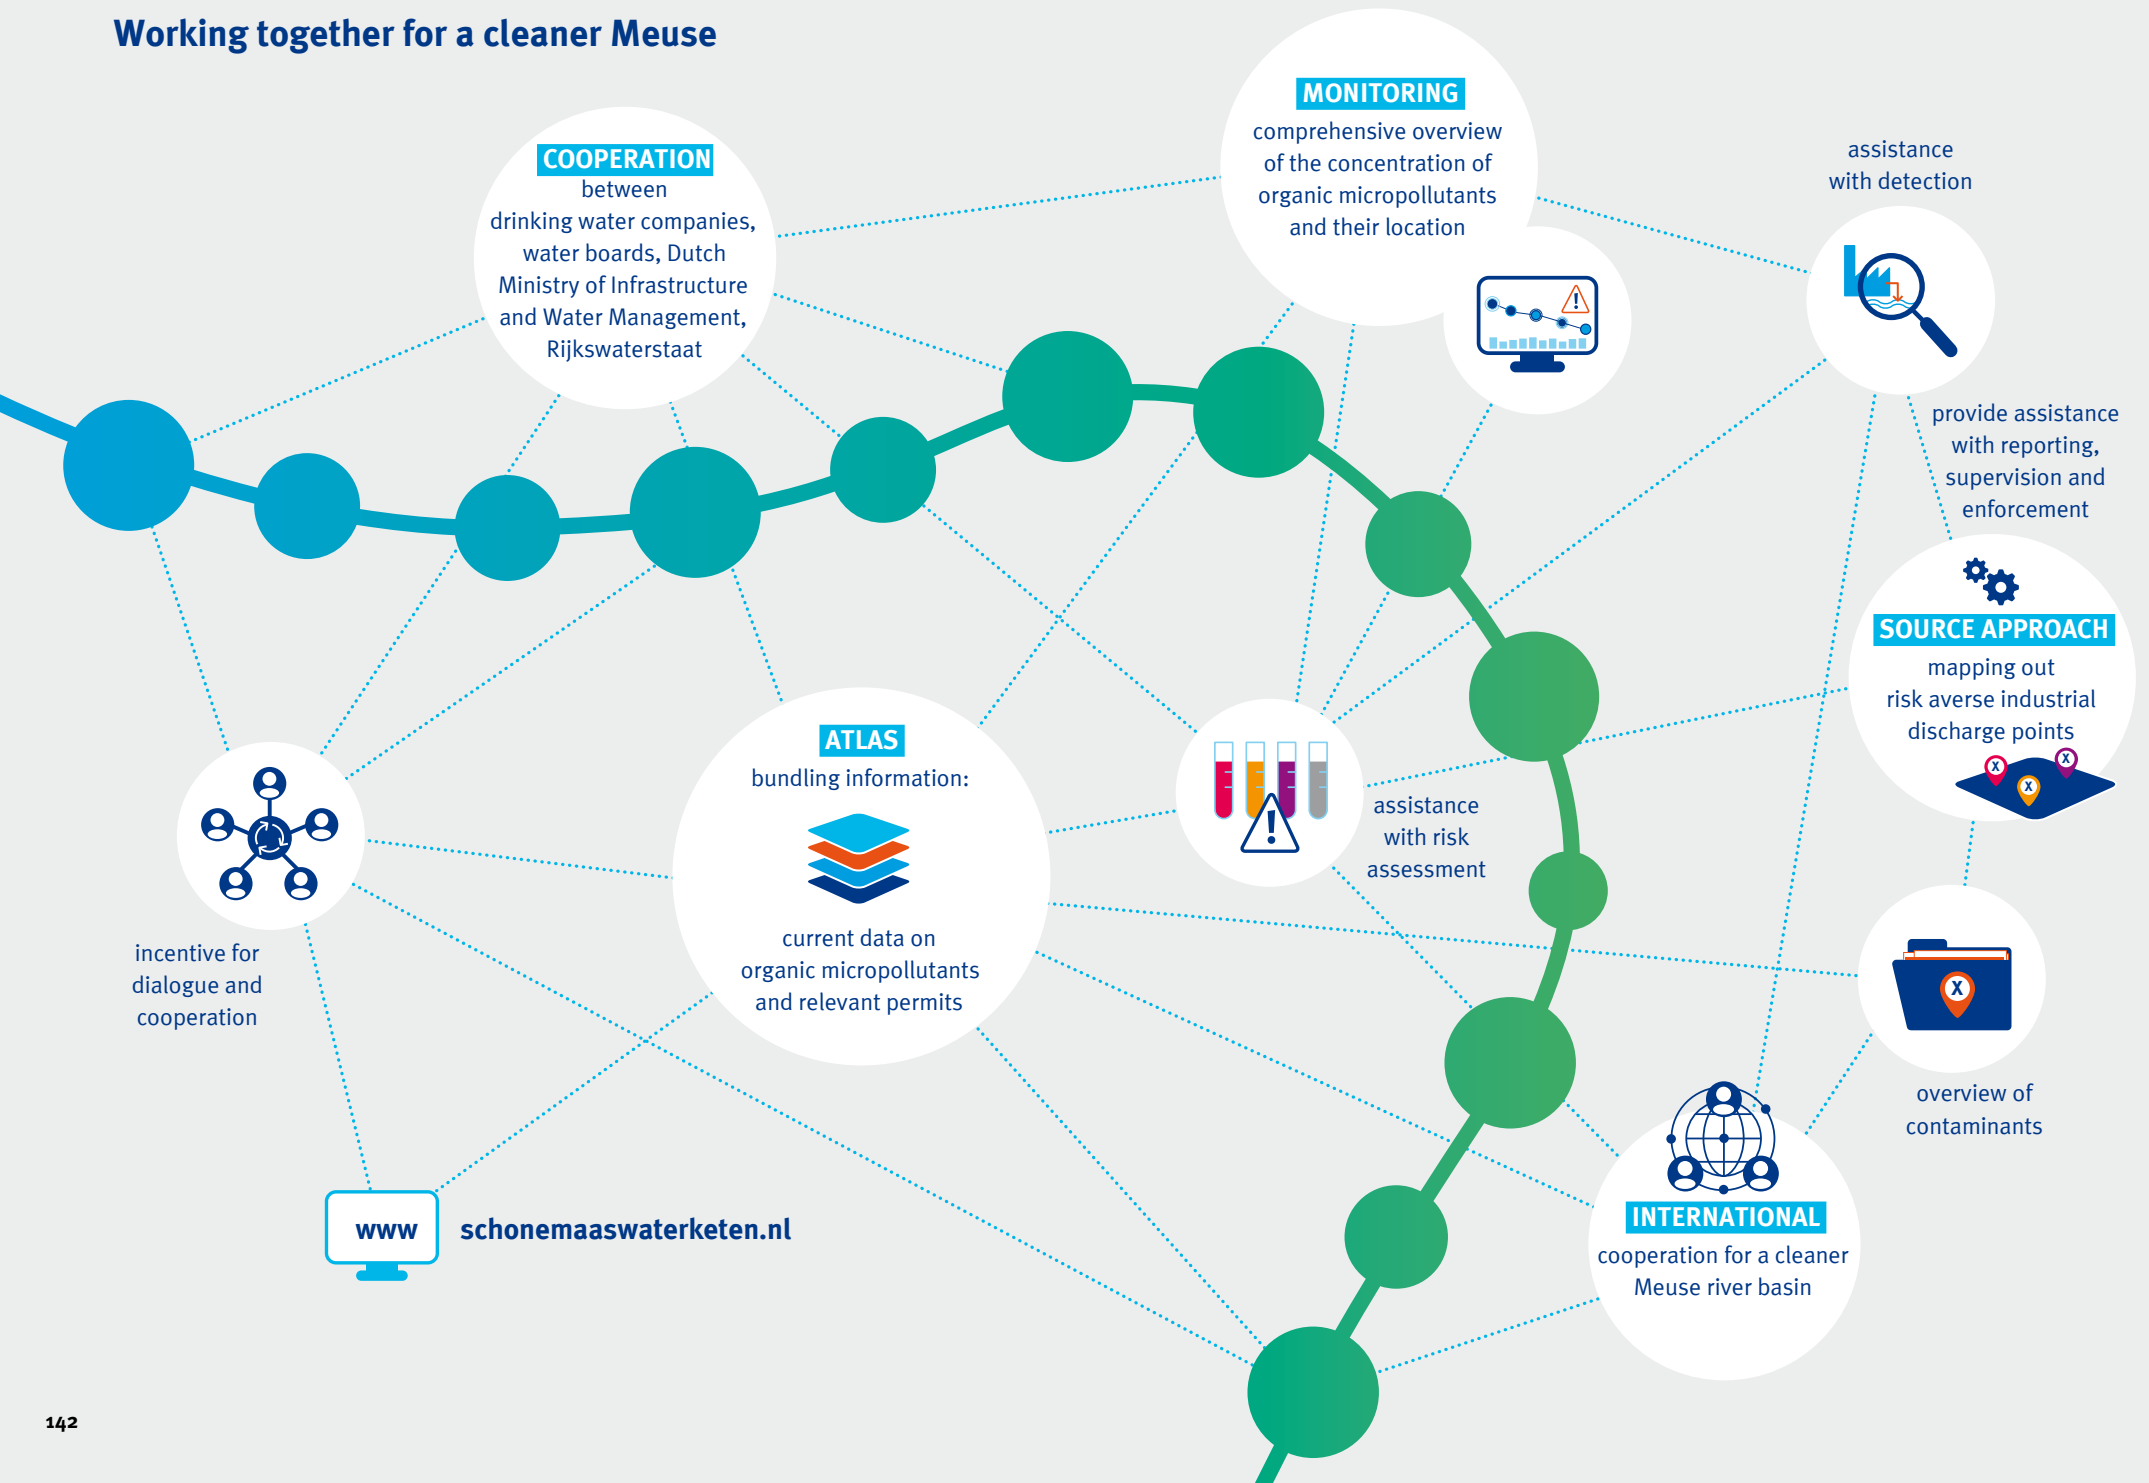 Working together for a cleaner Meuse
COOPERATION
between
drinking water companies,
water boards, Dutch
Ministry of Infrastructure
and Water Management,
Rijkswaterstaat
MONITORING
comprehensive overview
of the concentration of
organic micropollutants
and their location
assistance
with detection
provide assistance
with reporting,
supervision and
enforcement
SOURCE APPROACH
mapping out
risk averse industrial
discharge points
X
X
X
ATLAS
bundling information:
current data on
organic micropollutants
and relevant permits
!
!
assistance
with risk
assessment
incentive for
dialogue and
cooperation
X
overview of
contaminants
INTERNATIONAL
cooperation for a cleaner
Meuse river basin
www
schonemaaswaterketen.nl
142